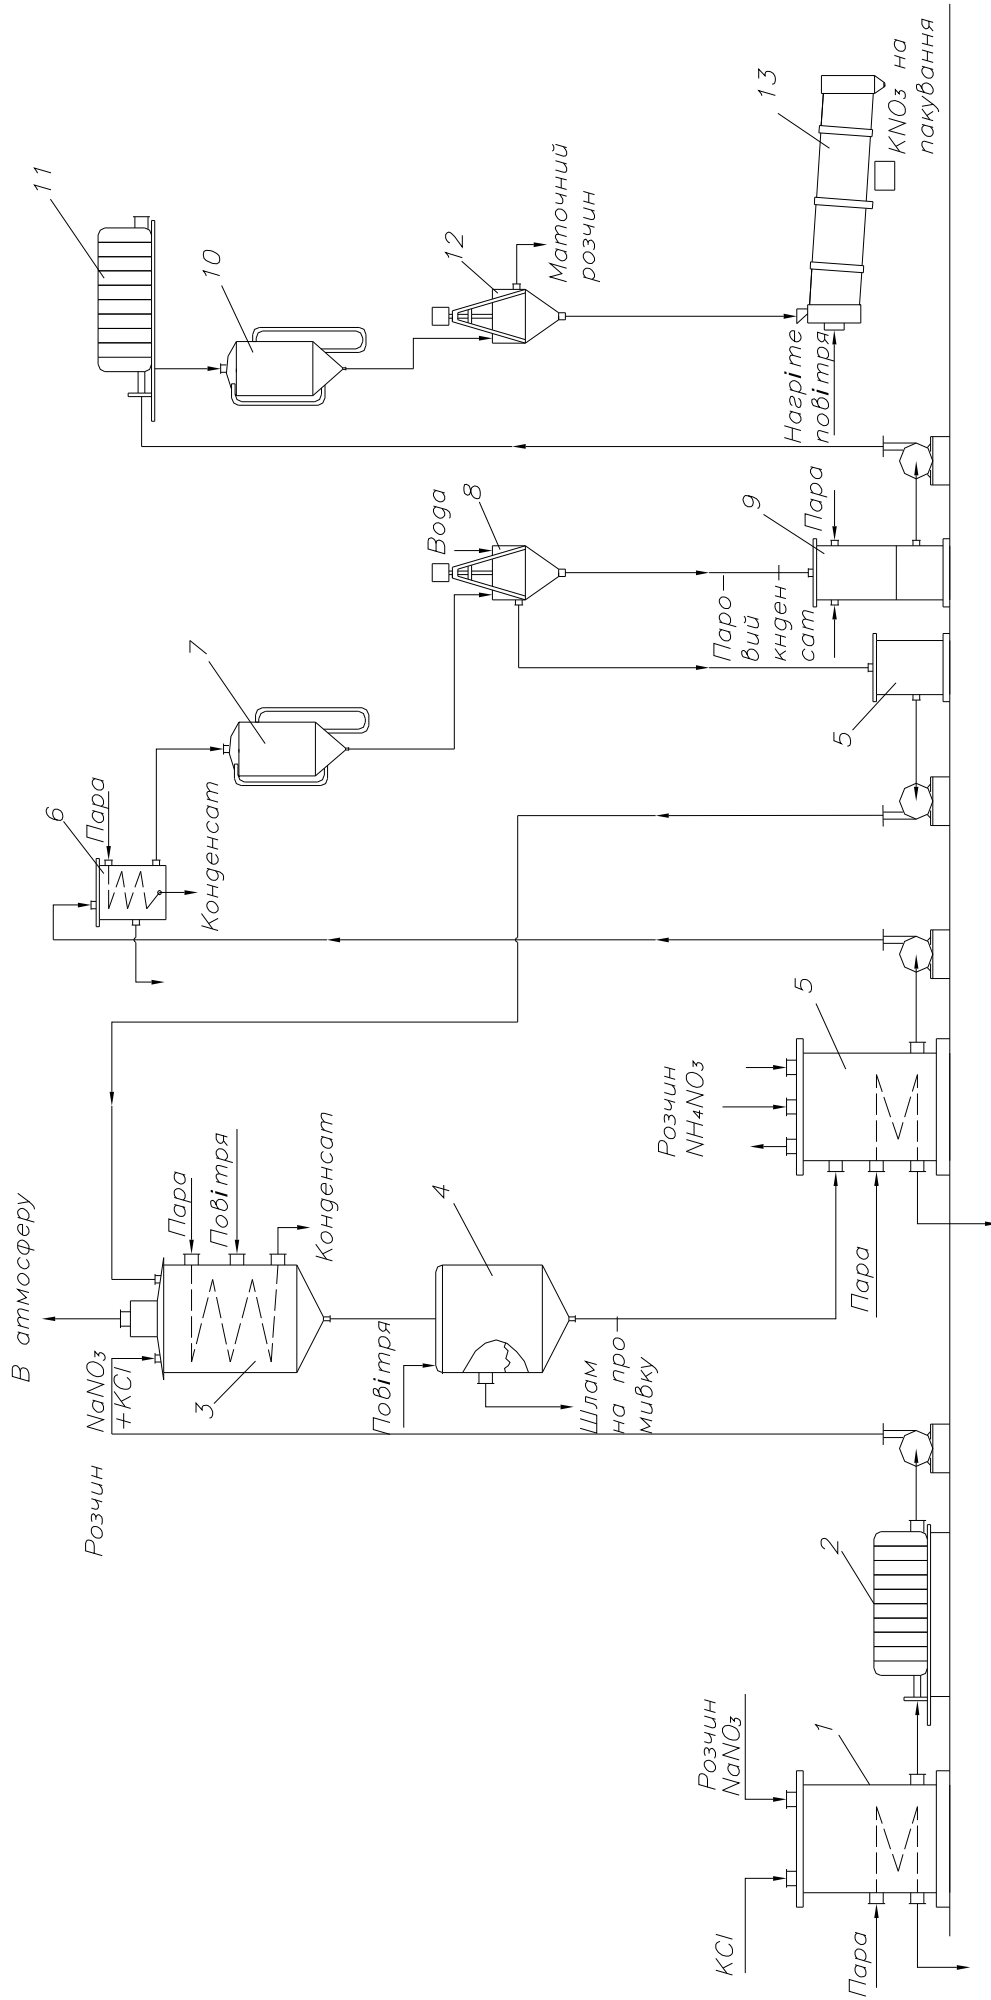 KCl
Пара
Розчин
NaNO₃
1
2
В атмосферу
Розчин NaNO₃
+KCl
3
Пара
Повітря
Конденсат
Повітря
4
Шлам
на про-
мивку
Розчин
NH₄NO₃
Пара
5
6
Пара
Конденсат
7
Вода
8
5
Паро-
вий
кнден-
сат
9
Пара
11
10
12
Маточний
розчин
Нагріте
повітря
13
KNO₃ на
пакування